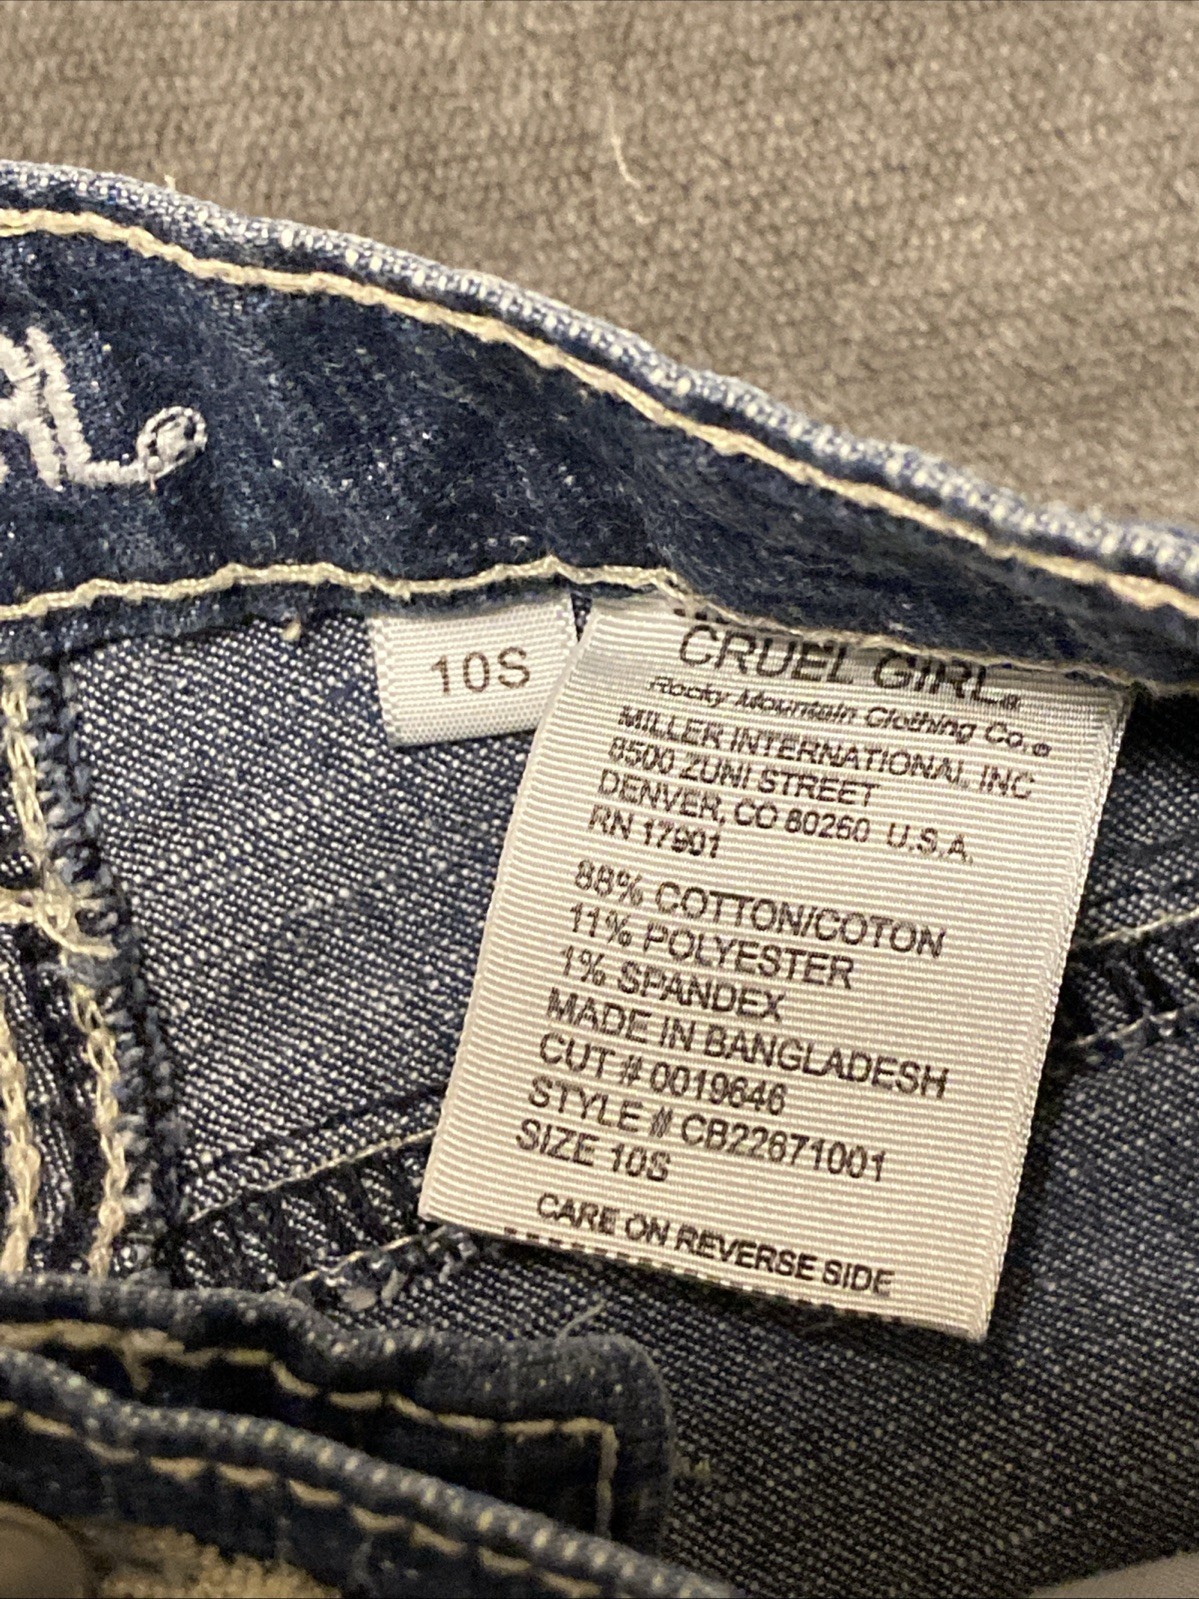 10S
CRUEL GIRL®
Rocky Mountain Clothing Co.®
MILLER INTERNATIONAL INC
8500 ZUNI STREET
DENVER, CO 80260 U.S.A.
RN 17901
88% COTTON/COTON
11% POLYESTER
1% SPANDEX
MADE IN BANGLADESH
CUT # 0019646
STYLE # CB22671001
SIZE 10S
CARE ON REVERSE SIDE